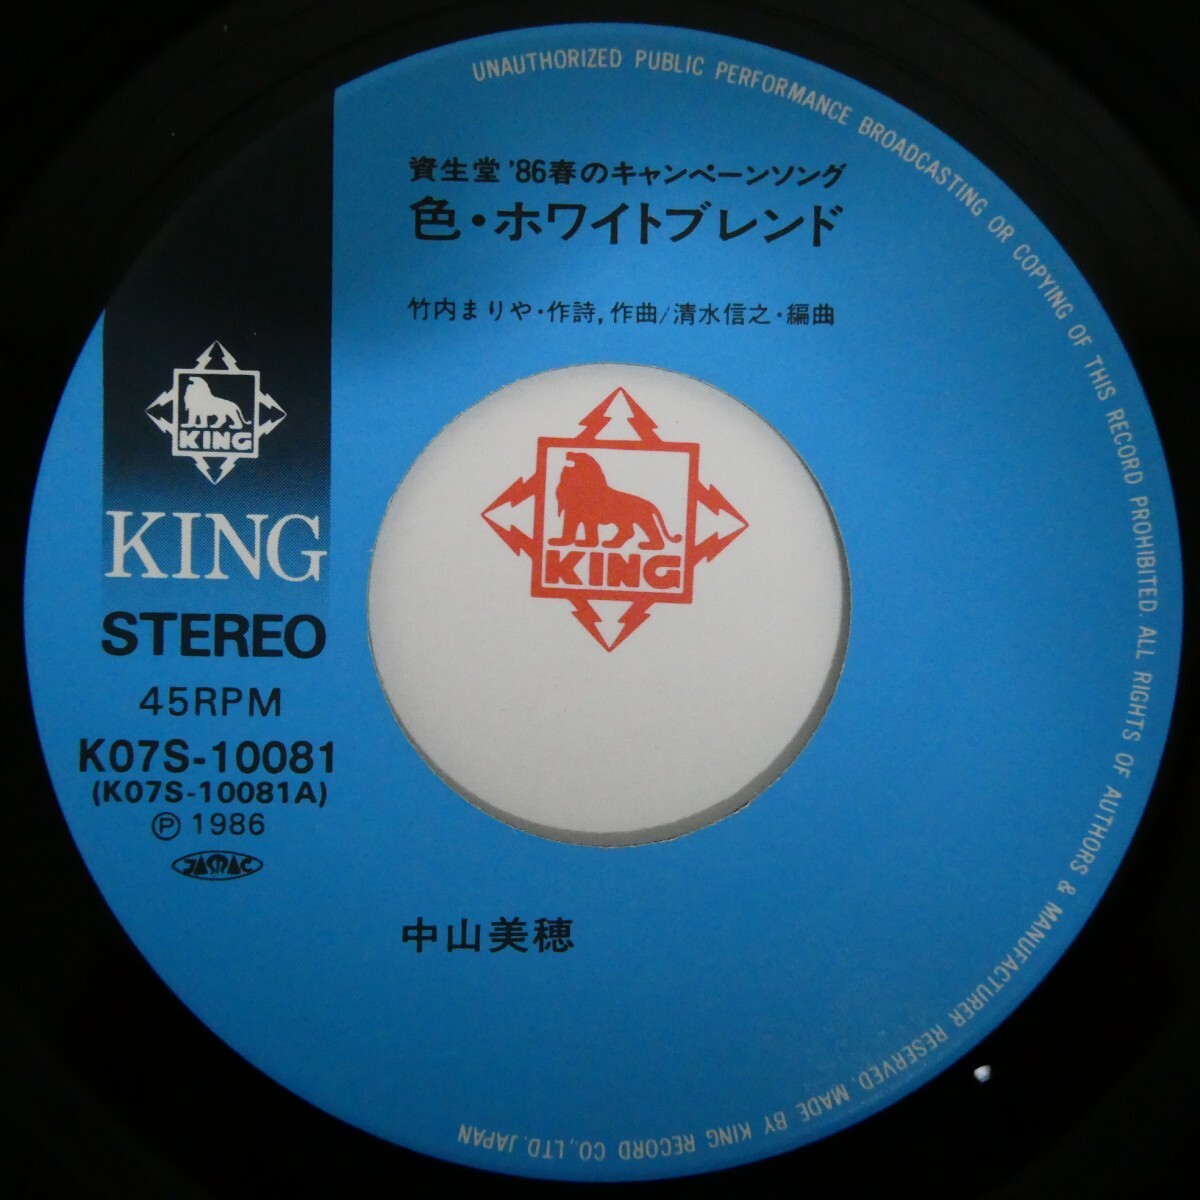 UNAUTHORIZED PUBLIC PERFORMANCE BROADCASTING OR COPYING OF THIS RECORD PROHIBITED. ALL RIGHTS OF AUTHORS & MANUFACTURER RESERVED. MADE BY KING RECORD CO., LTD. JAPAN
資生堂 '86春のキャンペーンソング
色・ホワイトブレンド
竹内まりや・作詩, 作曲/清水信之・編曲
KING
KING
KING
STEREO
45RPM
K07S-10081
(K07S-10081A)
Ⓟ 1986
JASRAC
中山美穂